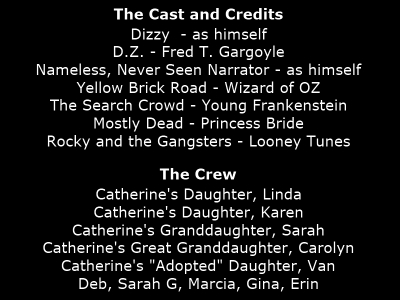 The Cast and Credits
Dizzy - as himself
D.Z. - Fred T. Gargoyle
Nameless, Never Seen Narrator - as himself
Yellow Brick Road - Wizard of OZ
The Search Crowd - Young Frankenstein
Mostly Dead - Princess Bride
Rocky and the Gangsters - Looney Tunes
The Crew
Catherine's Daughter, Linda
Catherine's Daughter, Karen
Catherine's Granddaughter, Sarah
Catherine's Great Granddaughter, Carolyn
Catherine's "Adopted" Daughter, Van
Deb, Sarah G, Marcia, Gina, Erin